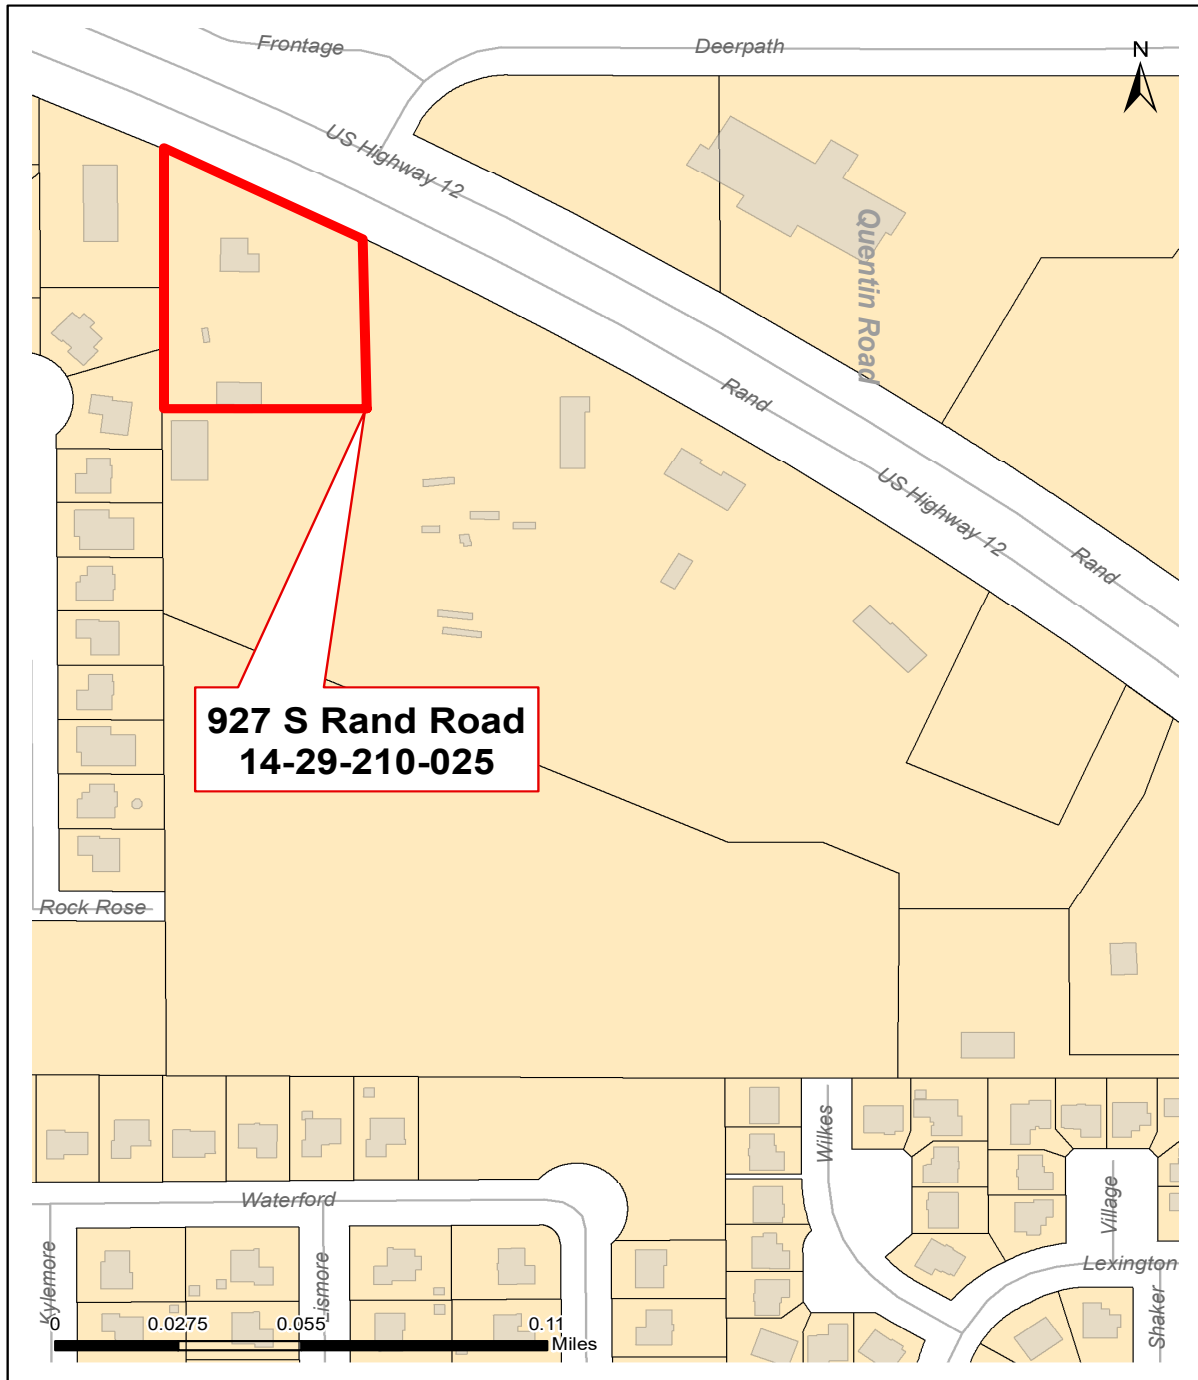 Frontage
Deerpath
N
US Highway 12
Quentin Road
Rand
US Highway 12
Rand
927 S Rand Road
14-29-210-025
Rock Rose
Wilkes
Waterford
Village
Lexington
Kylemore
Lismore
Shaker
0 0.0275 0.055 0.11
Miles